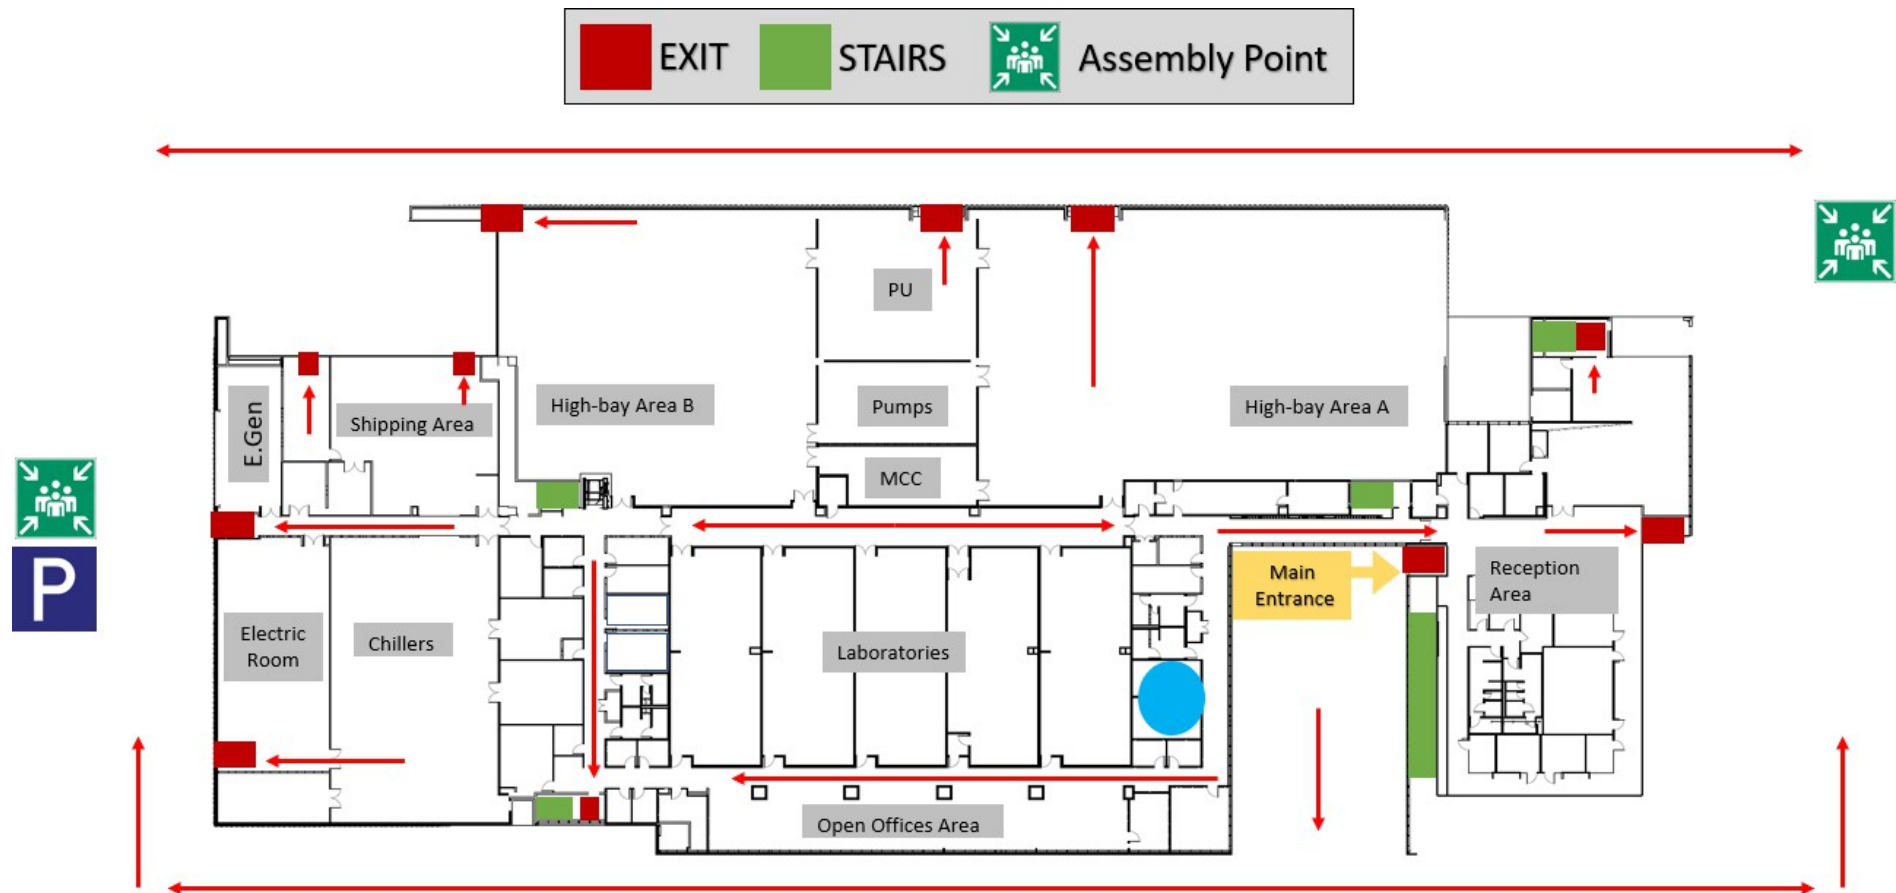 EXIT STAIRS Assembly Point
PU
High-bay Area B
Pumps
High-bay Area A
E.Gen
Shipping Area
MCC
P
Main
Entrance
Reception
Area
Electric
Room
Chillers
Laboratories
Open Offices Area